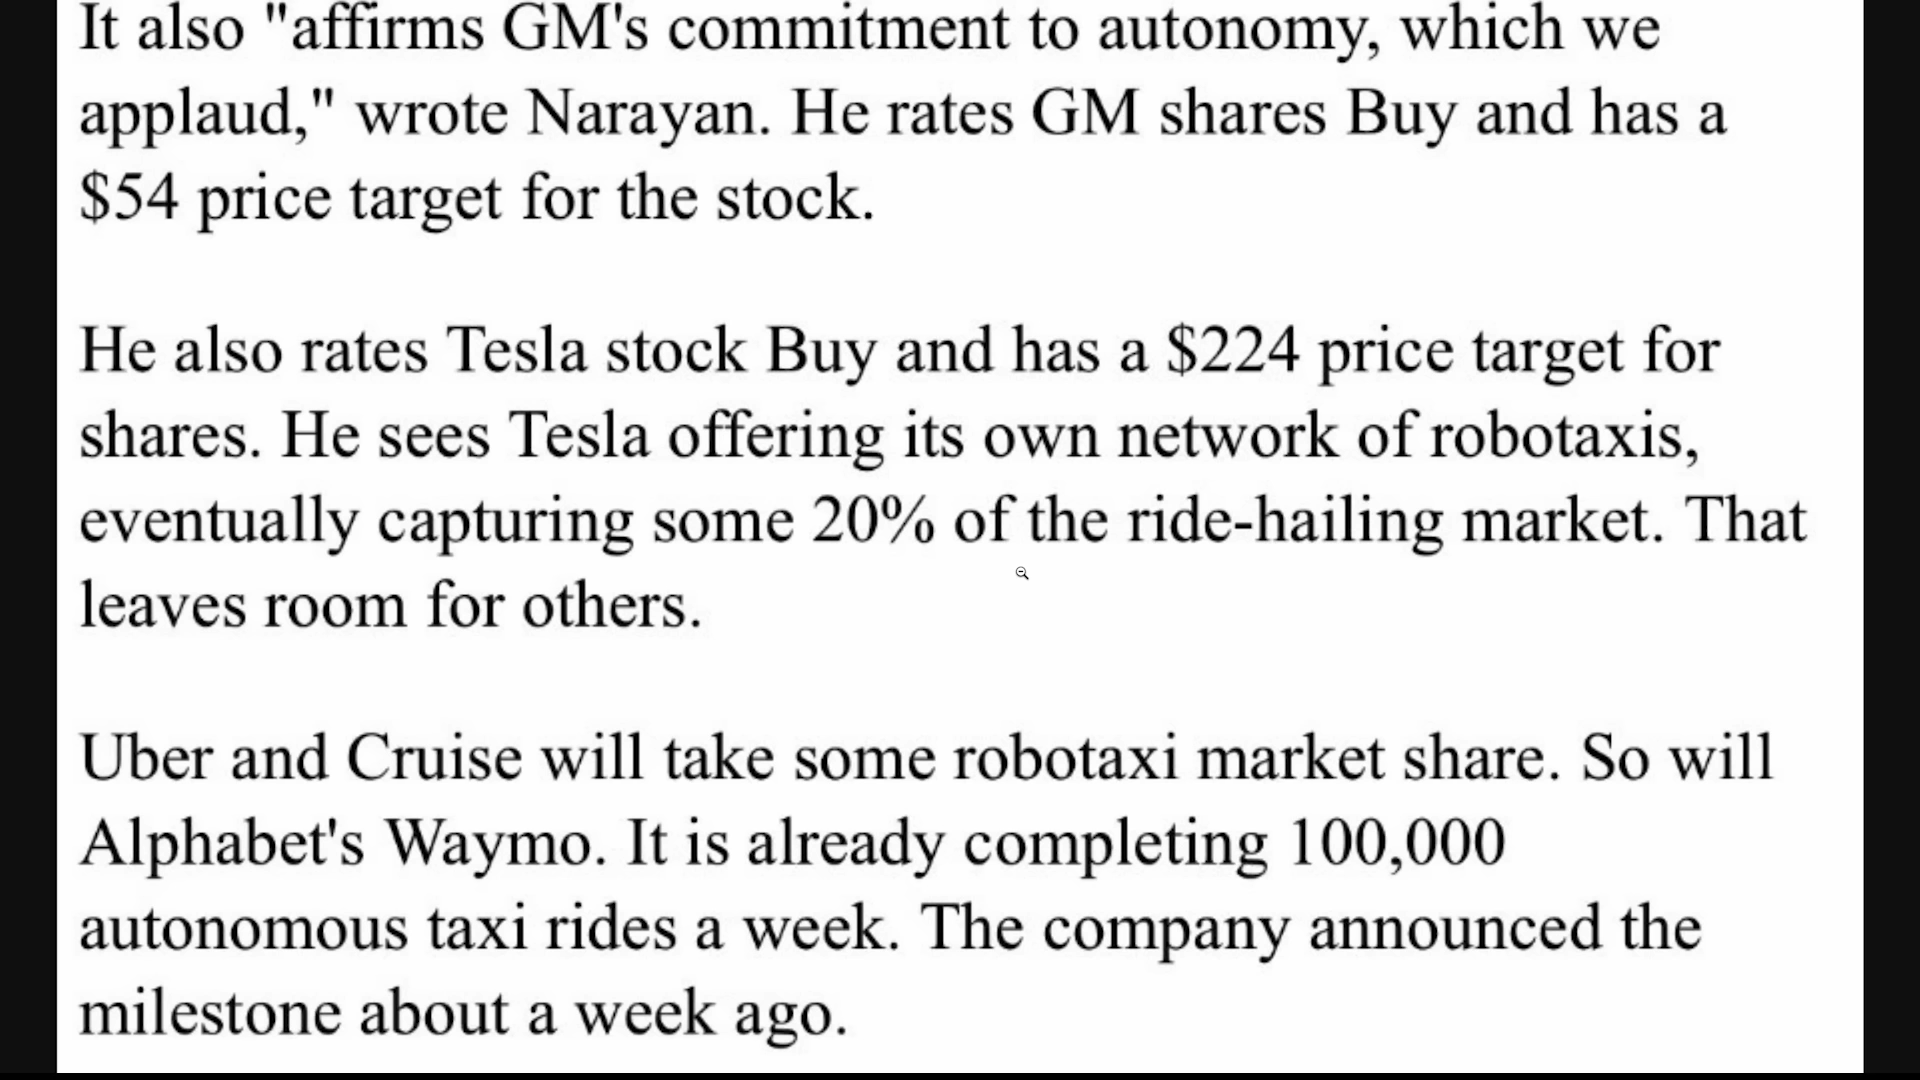 It also "affirms GM's commitment to autonomy, which we
applaud," wrote Narayan. He rates GM shares Buy and has a
$54 price target for the stock.
He also rates Tesla stock Buy and has a $224 price target for
shares. He sees Tesla offering its own network of robotaxis,
eventually capturing some 20% of the ride-hailing market. That
leaves room for others.
Uber and Cruise will take some robotaxi market share. So will
Alphabet's Waymo. It is already completing 100,000
autonomous taxi rides a week. The company announced the
milestone about a week ago.